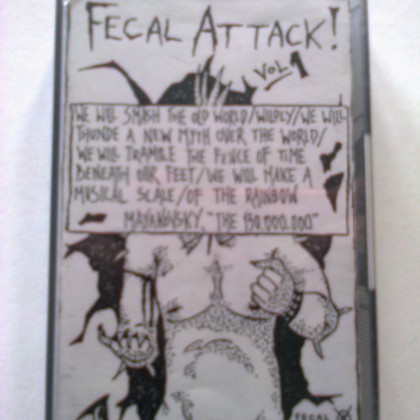 FECAL ATTACK!
VOL 1
WE WILL SMASH THE OLD WORLD/WILDLY/WE WILL
THUNDE A NEW MYTH OVER THE WORLD/
WE WILL TRAMPLE THE FENCE OF TIME
BENEATH OUR FEET/WE WILL MAKE A
MUSICAL SCALE/OF THE RAINBOW
MAYAKOVSKY, "THE 150.000.000"
FECAL